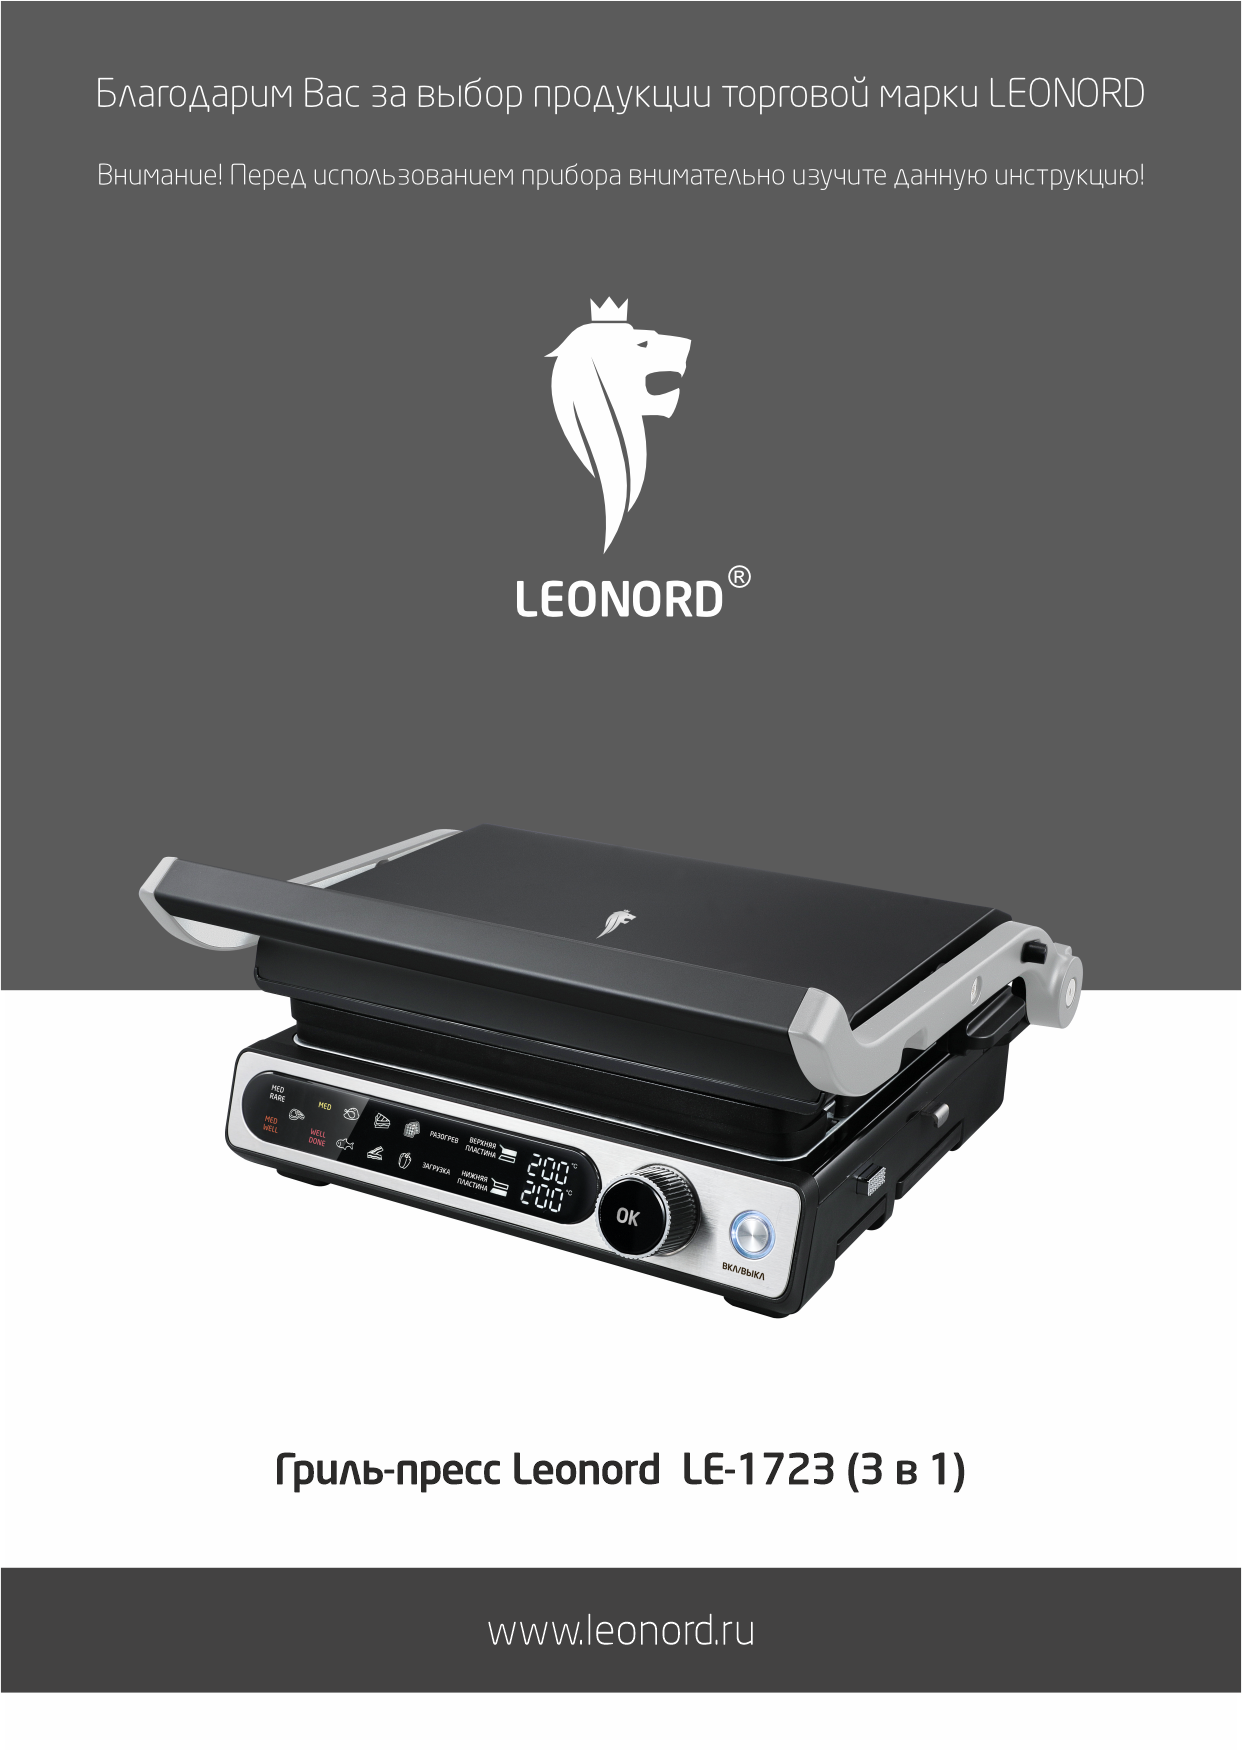 Благодарим Вас за выбор продукции торговой марки LEONORD
Внимание! Перед использованием прибора внимательно изучите данную инструкцию!
LEONORD®
MED
RARE
MED
MED
WELL
WELL
DONE
РАЗОГРЕВ
ВЕРХНЯЯ
ПЛАСТИНА
200°C
ЗАГРУЗКА
НИЖНЯЯ
ПЛАСТИНА
200°C
OK
ВКЛ/ВЫКЛ
Гриль-пресс Leonord LE-1723 (3 в 1)
www.leonord.ru